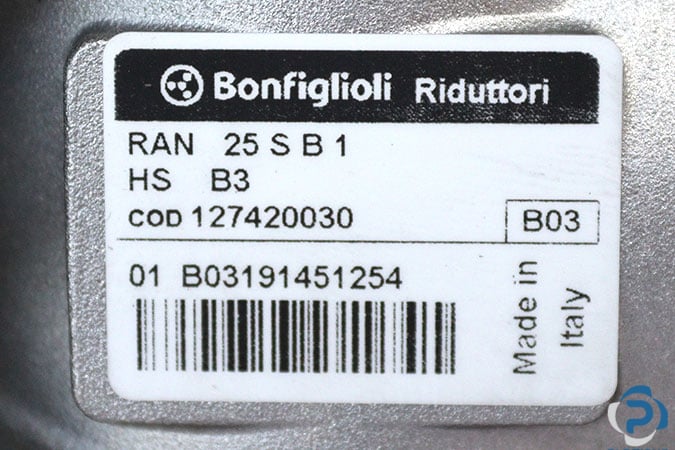 Bonfiglioli Riduttori
RAN 25 S B 1
HS B3
COD 127420030
B03
01 B03191451254
Made in
Italy